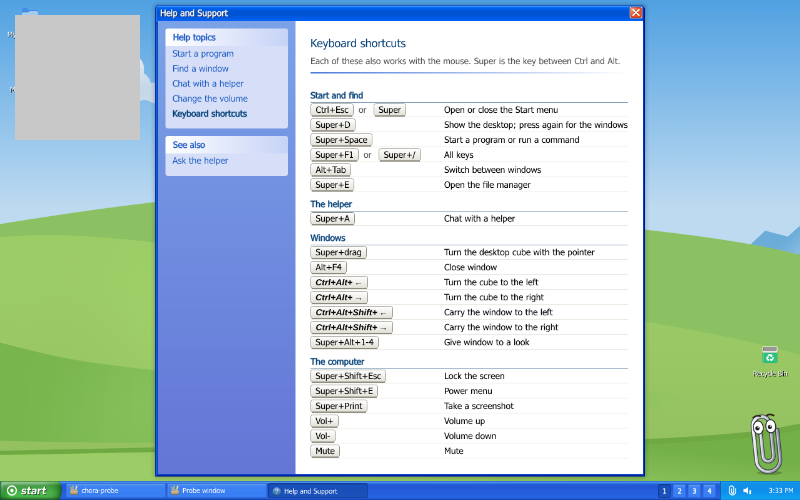 Help and Support
Help topics
Start a program
Find a window
Chat with a helper
Change the volume
Keyboard shortcuts
See also
Ask the helper
Keyboard shortcuts
Each of these also works with the mouse. Super is the key between Ctrl and Alt.
Start and find
Ctrl+Esc or Super Open or close the Start menu
Super+D Show the desktop; press again for the windows
Super+Space Start a program or run a command
Super+F1 or Super+/ All keys
Alt+Tab Switch between windows
Super+E Open the file manager
The helper
Super+A Chat with a helper
Windows
Super+drag Turn the desktop cube with the pointer
Alt+F4 Close window
Ctrl+Alt+ ← Turn the cube to the left
Ctrl+Alt+ → Turn the cube to the right
Ctrl+Alt+Shift+ ← Carry the window to the left
Ctrl+Alt+Shift+ → Carry the window to the right
Super+Alt+1-4 Give window to a look
The computer
Super+Shift+Esc Lock the screen
Super+Shift+E Power menu
Super+Print Take a screenshot
Vol+ Volume up
Vol- Volume down
Mute Mute
Recycle Bin
start chora-probe Probe window Help and Support 1 2 3 4 3:33 PM